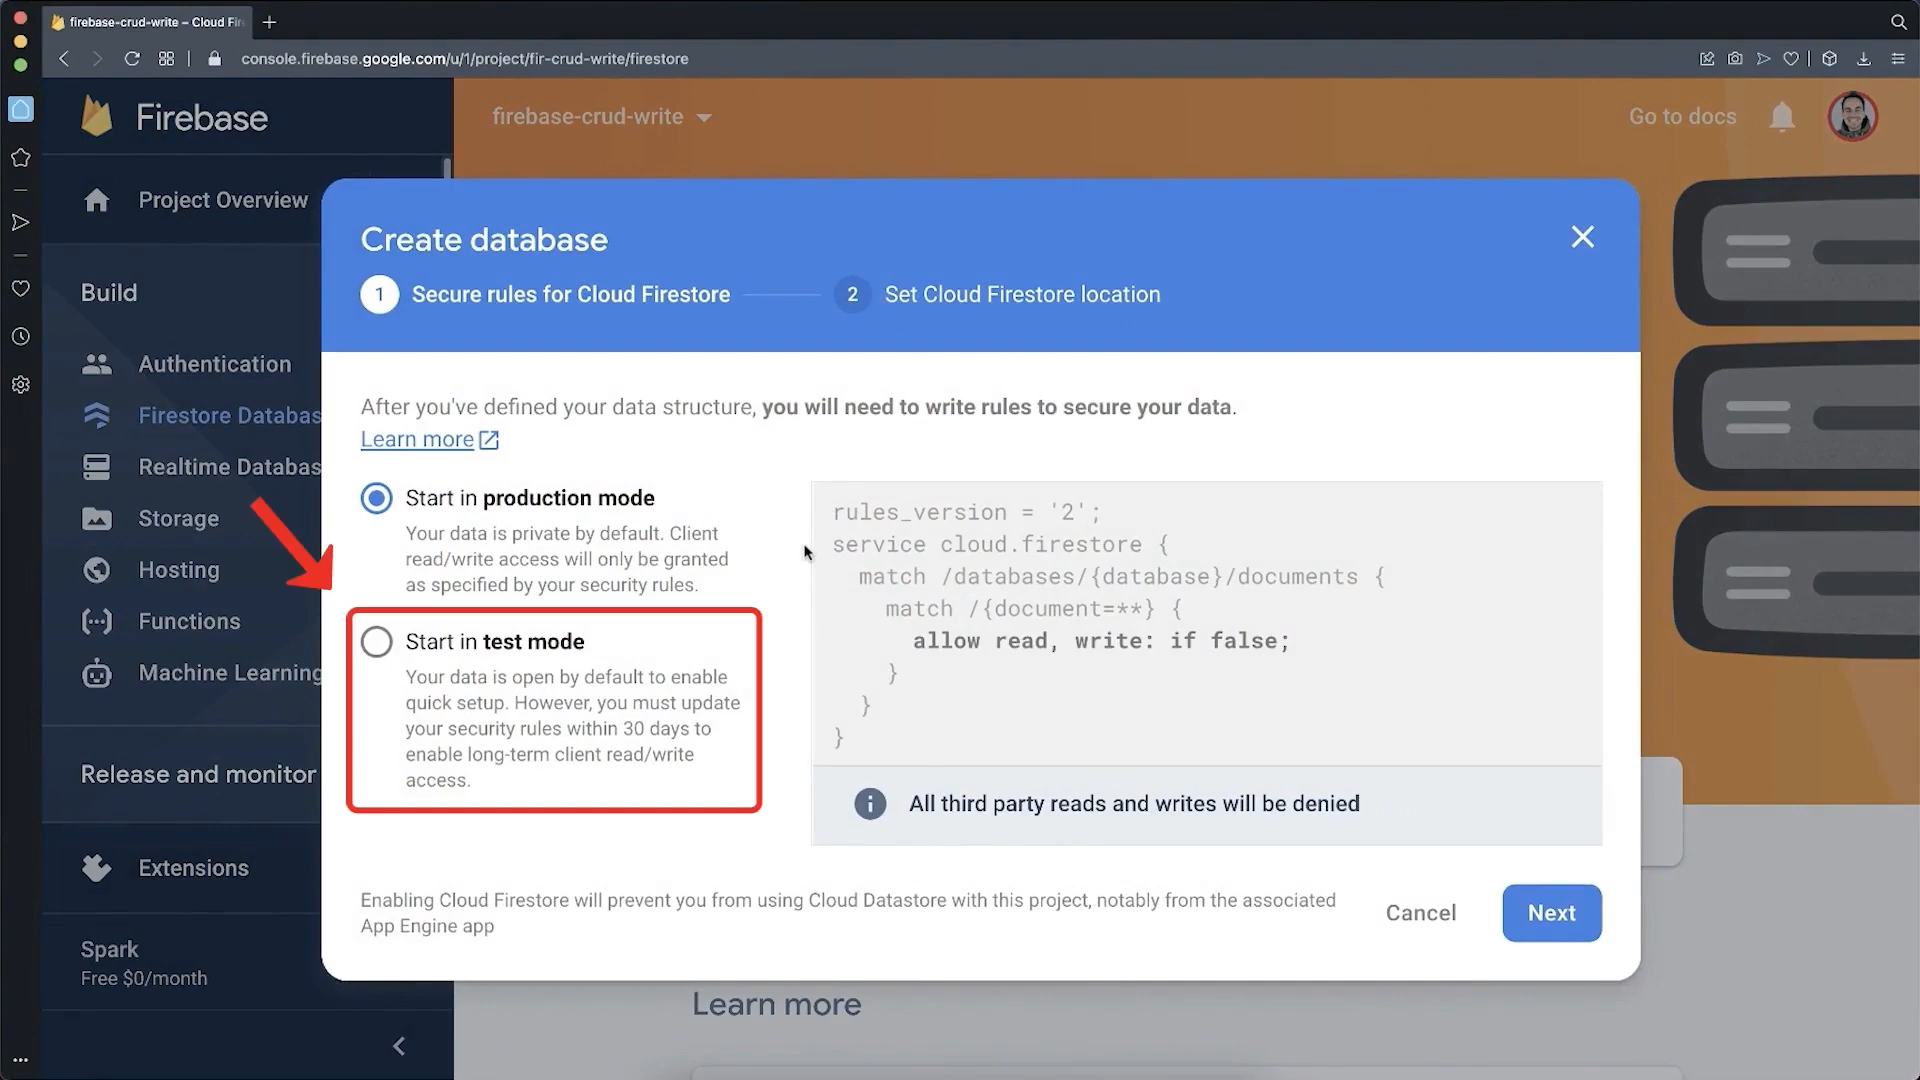 firebase-crud-write – Cloud Fir
console.firebase.google.com/u/1/project/fir-crud-write/firestore
Firebase
firebase-crud-write
Go to docs
Project Overview
Build
Authentication
Firestore Databas
Realtime Databas
Storage
Hosting
Functions
Machine Learning
Release and monitor
Extensions
Spark
Free $0/month
Create database
1 Secure rules for Cloud Firestore
2 Set Cloud Firestore location
After you've defined your data structure, you will need to write rules to secure your data.
Learn more
Start in production mode
Your data is private by default. Client
read/write access will only be granted
as specified by your security rules.
Start in test mode
Your data is open by default to enable
quick setup. However, you must update
your security rules within 30 days to
enable long-term client read/write
access.
rules_version = '2';
service cloud.firestore {
match /databases/{database}/documents {
match /{document=**} {
allow read, write: if false;
}
}
}
All third party reads and writes will be denied
Enabling Cloud Firestore will prevent you from using Cloud Datastore with this project, notably from the associated
App Engine app
Cancel
Next
Learn more